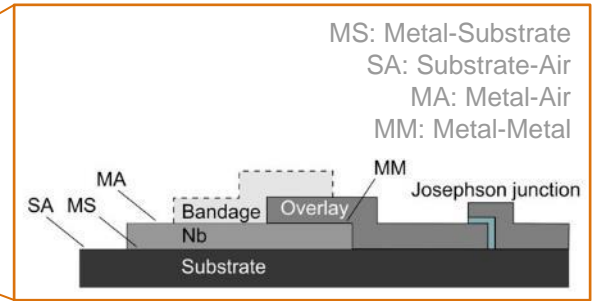 MS: Metal-Substrate
SA: Substrate-Air
MA: Metal-Air
MM: Metal-Metal
MM
MA
Josephson junction
SA MS
Bandage
Overlay
Nb
Substrate